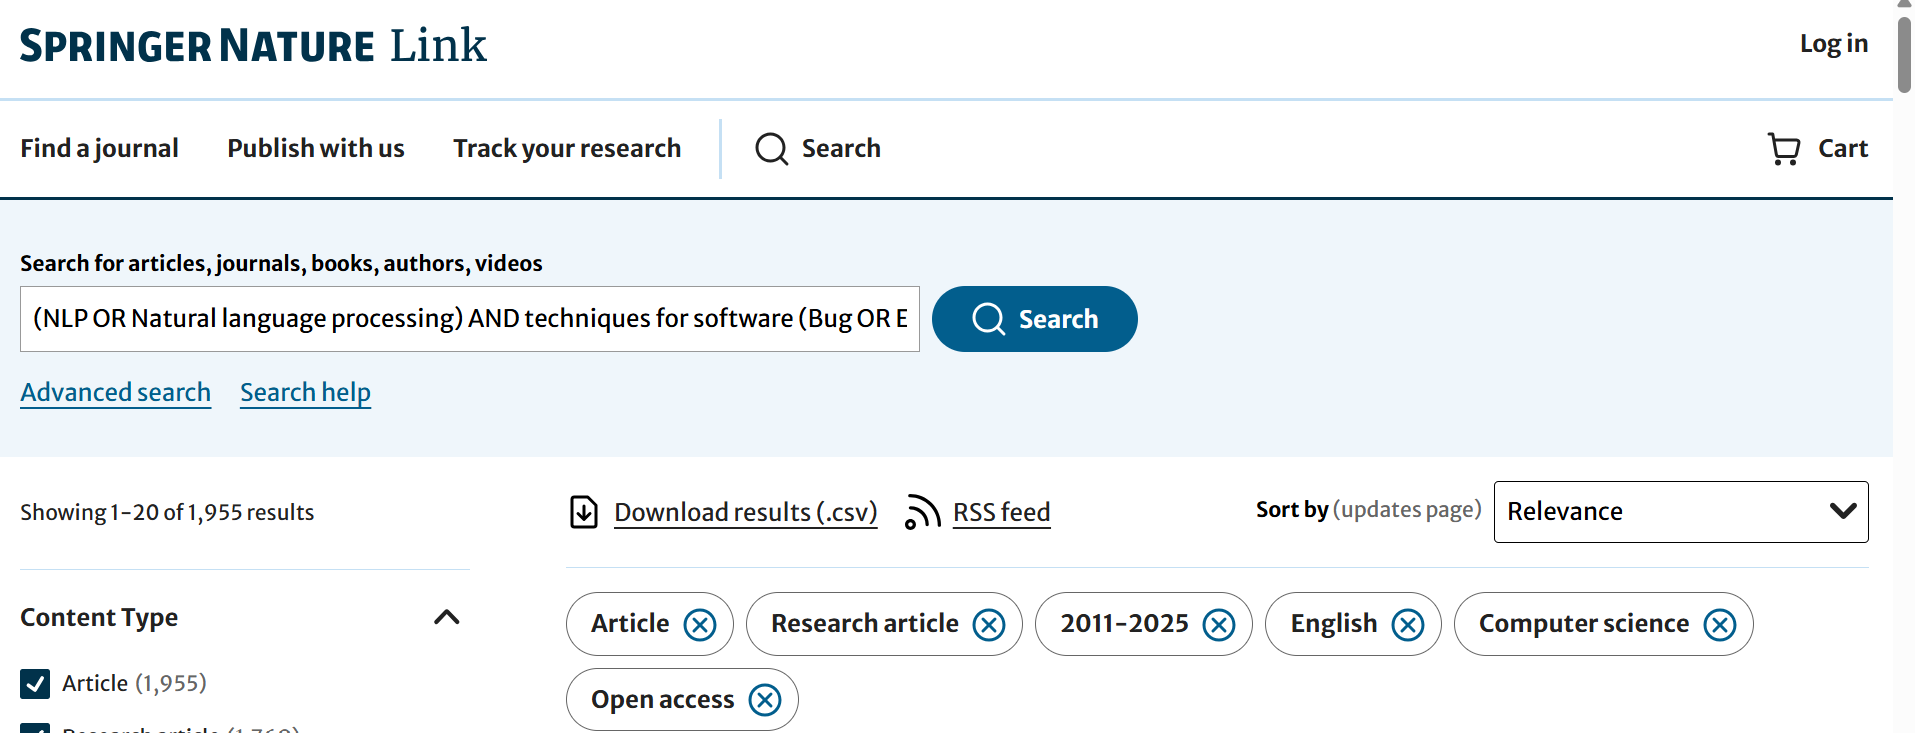 SPRINGER NATURE Link
Log in
Find a journal
Publish with us
Track your research
Search
Cart
Search for articles, journals, books, authors, videos
(NLP OR Natural language processing) AND techniques for software (Bug OR E
Search
Advanced search
Search help
Showing 1-20 of 1,955 results
Download results (.csv)
RSS feed
Sort by (updates page)
Relevance
Content Type
Article
Research article
2011-2025
English
Computer science
Open access
Article (1,955)